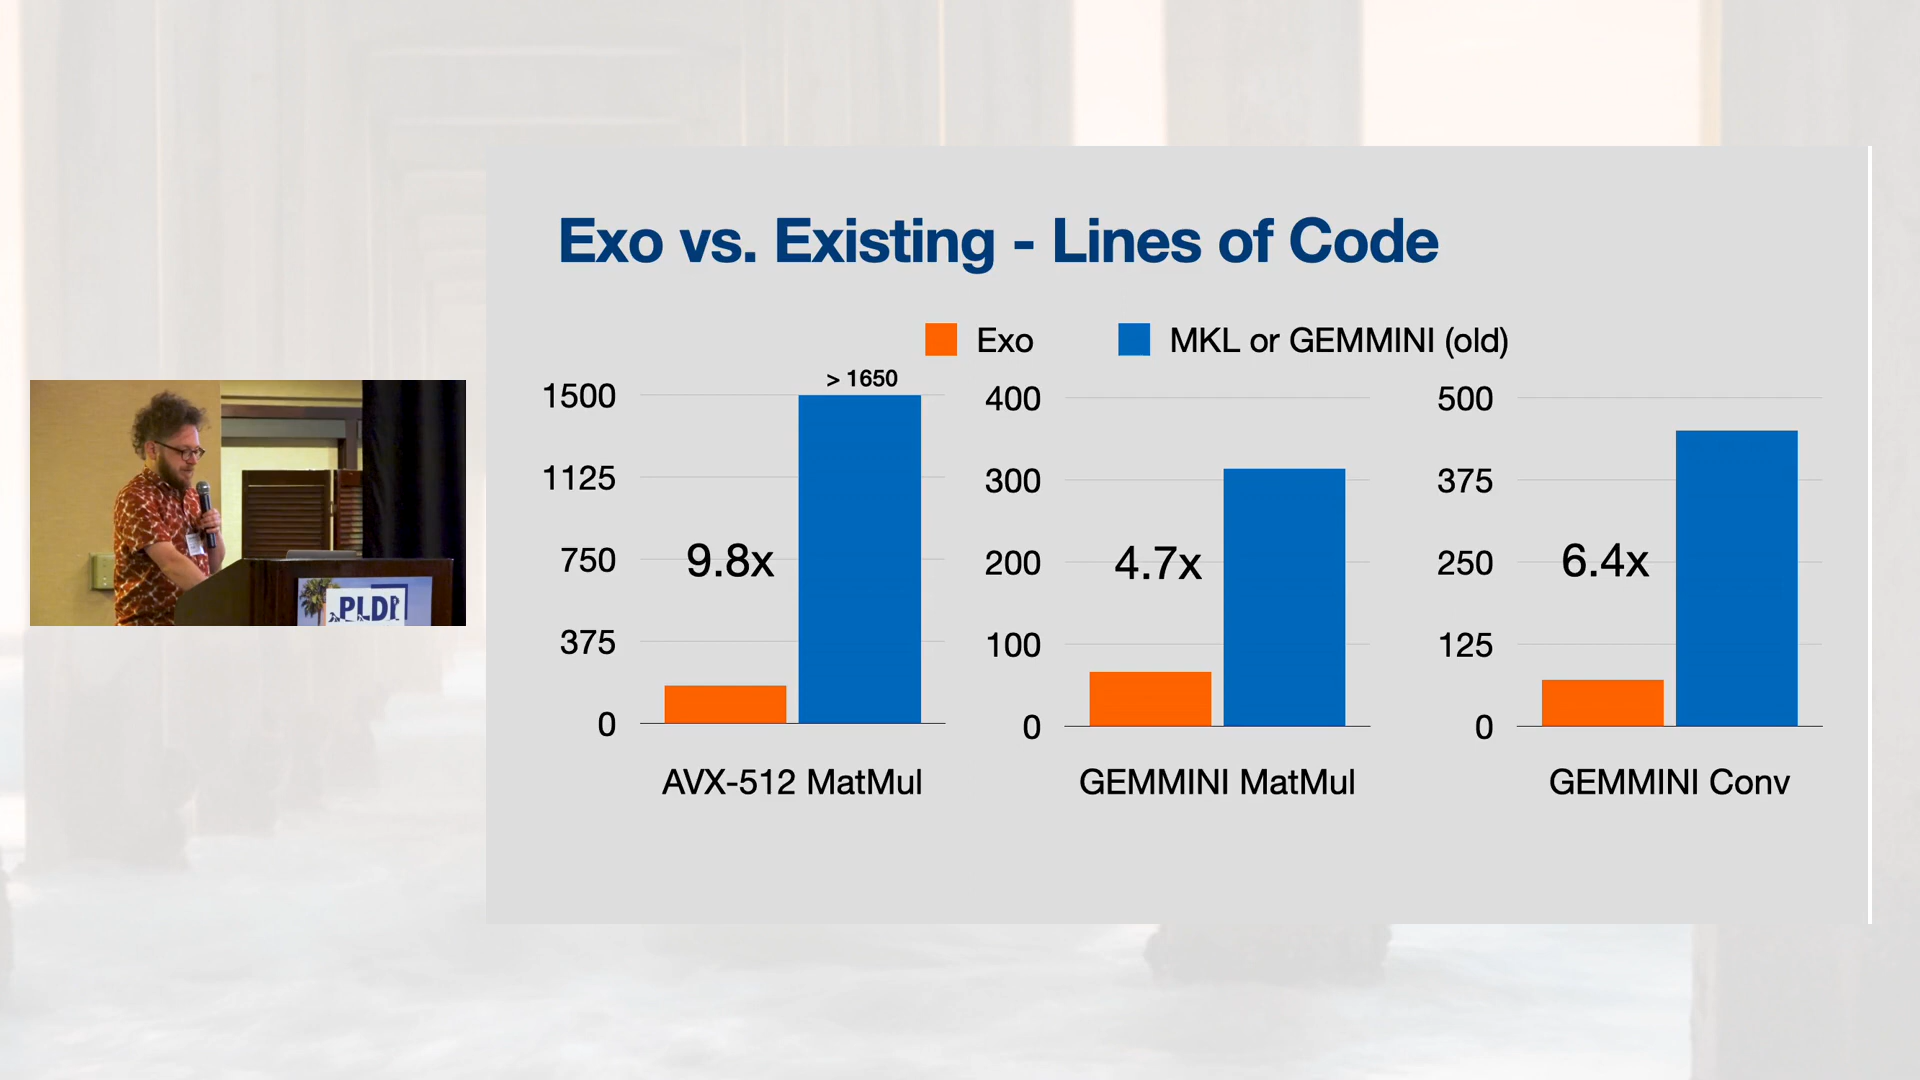 Exo vs. Existing - Lines of Code
Exo
MKL or GEMMINI (old)
> 1650
1500
1125
750
375
0
9.8x
AVX-512 MatMul
400
300
200
100
0
4.7x
GEMMINI MatMul
500
375
250
125
0
6.4x
GEMMINI Conv
PLDI